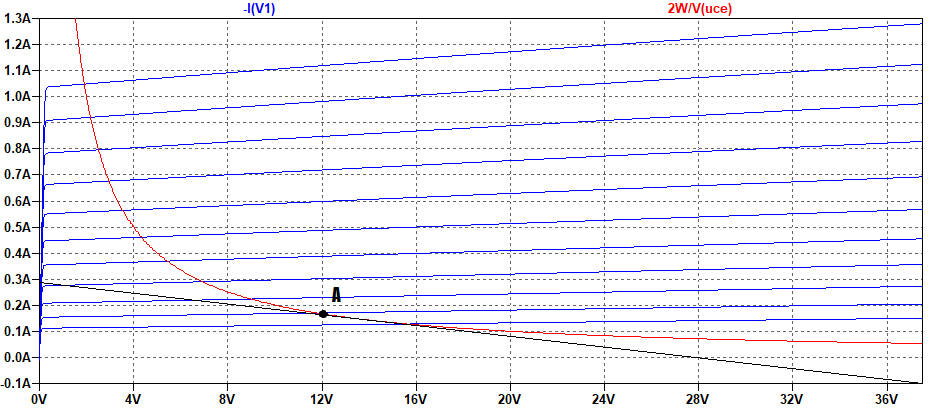 -I(V1) 2W/V(uce)
1.3A
1.2A
1.1A
1.0A
0.9A
0.8A
0.7A
0.6A
0.5A
0.4A
0.3A
A
0.2A
0.1A
0.0A
-0.1A
0V 4V 8V 12V 16V 20V 24V 28V 32V 36V